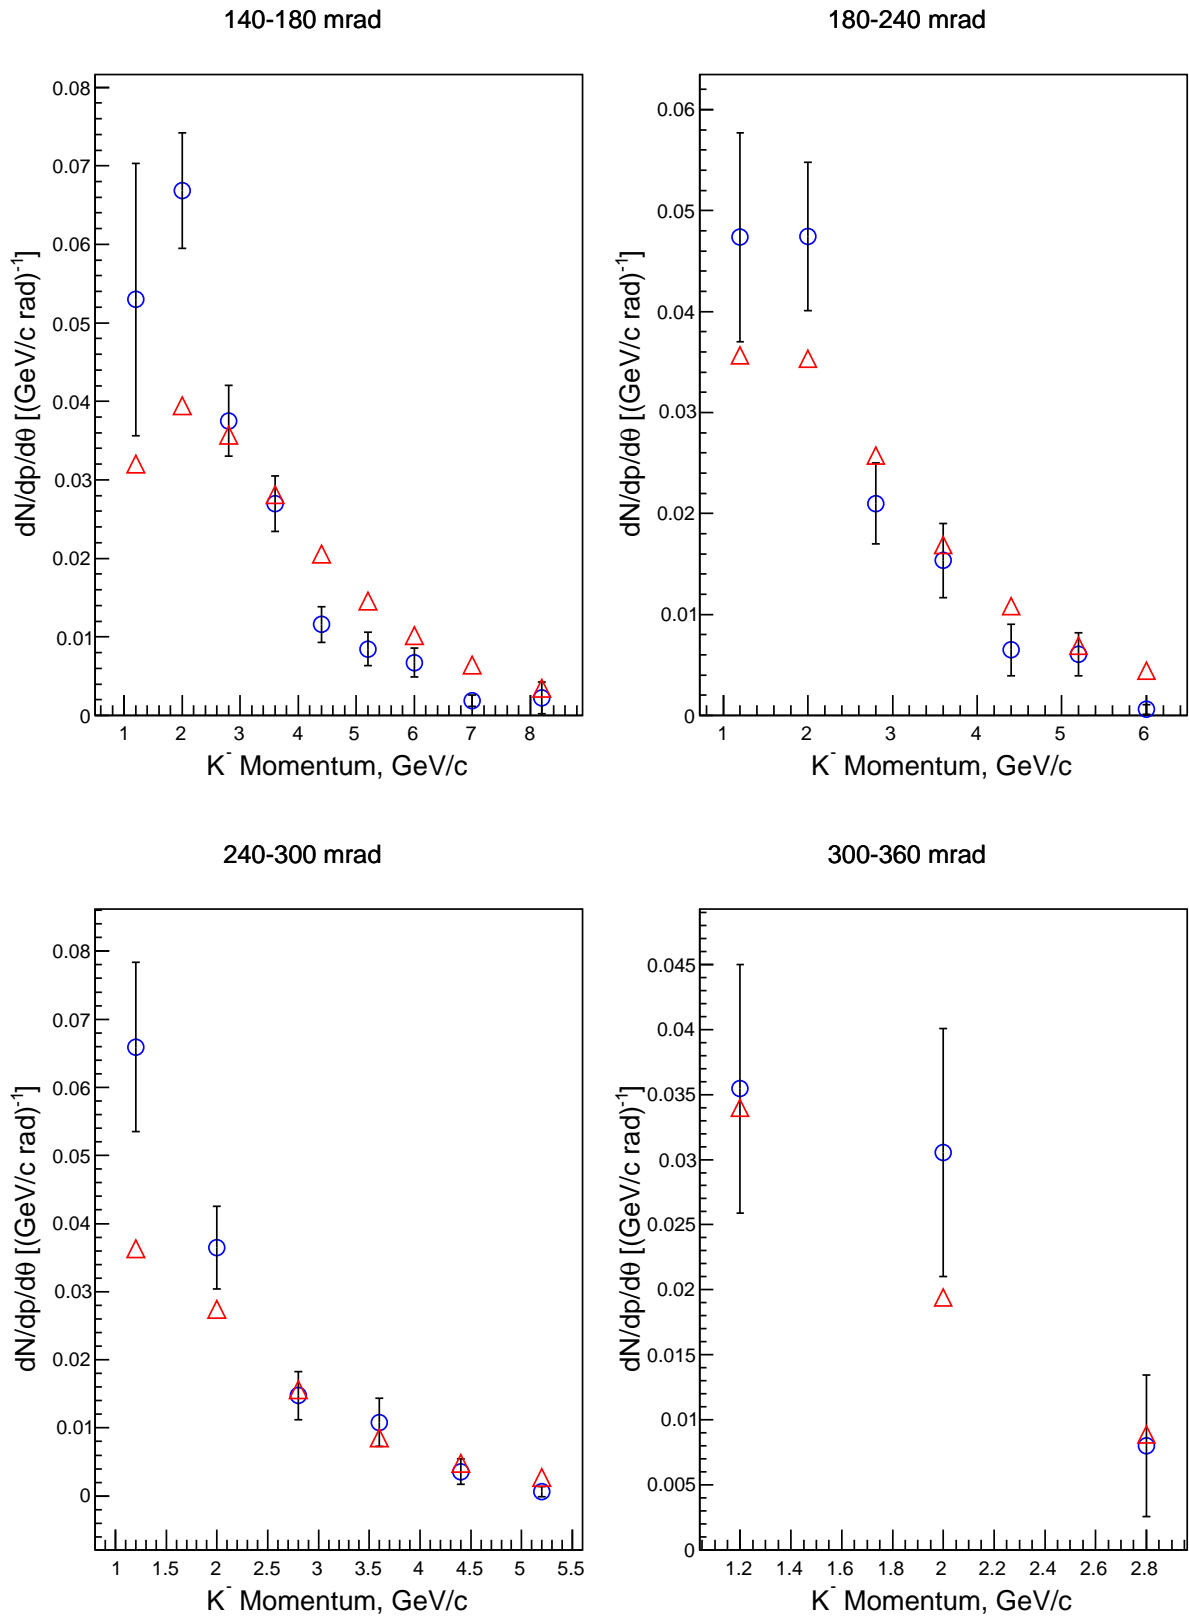 140-180 mrad
dN/dp/dθ [(GeV/c rad)⁻¹]
0.08
0.07
0.06
0.05
0.04
0.03
0.02
0.01
0
1 2 3 4 5 6 7 8
K⁻ Momentum, GeV/c
180-240 mrad
dN/dp/dθ [(GeV/c rad)⁻¹]
0.06
0.05
0.04
0.03
0.02
0.01
0
1 2 3 4 5 6
K⁻ Momentum, GeV/c
240-300 mrad
dN/dp/dθ [(GeV/c rad)⁻¹]
0.08
0.07
0.06
0.05
0.04
0.03
0.02
0.01
0
1 1.5 2 2.5 3 3.5 4 4.5 5 5.5
K⁻ Momentum, GeV/c
300-360 mrad
dN/dp/dθ [(GeV/c rad)⁻¹]
0.045
0.04
0.035
0.03
0.025
0.02
0.015
0.01
0.005
0
1.2 1.4 1.6 1.8 2 2.2 2.4 2.6 2.8
K⁻ Momentum, GeV/c